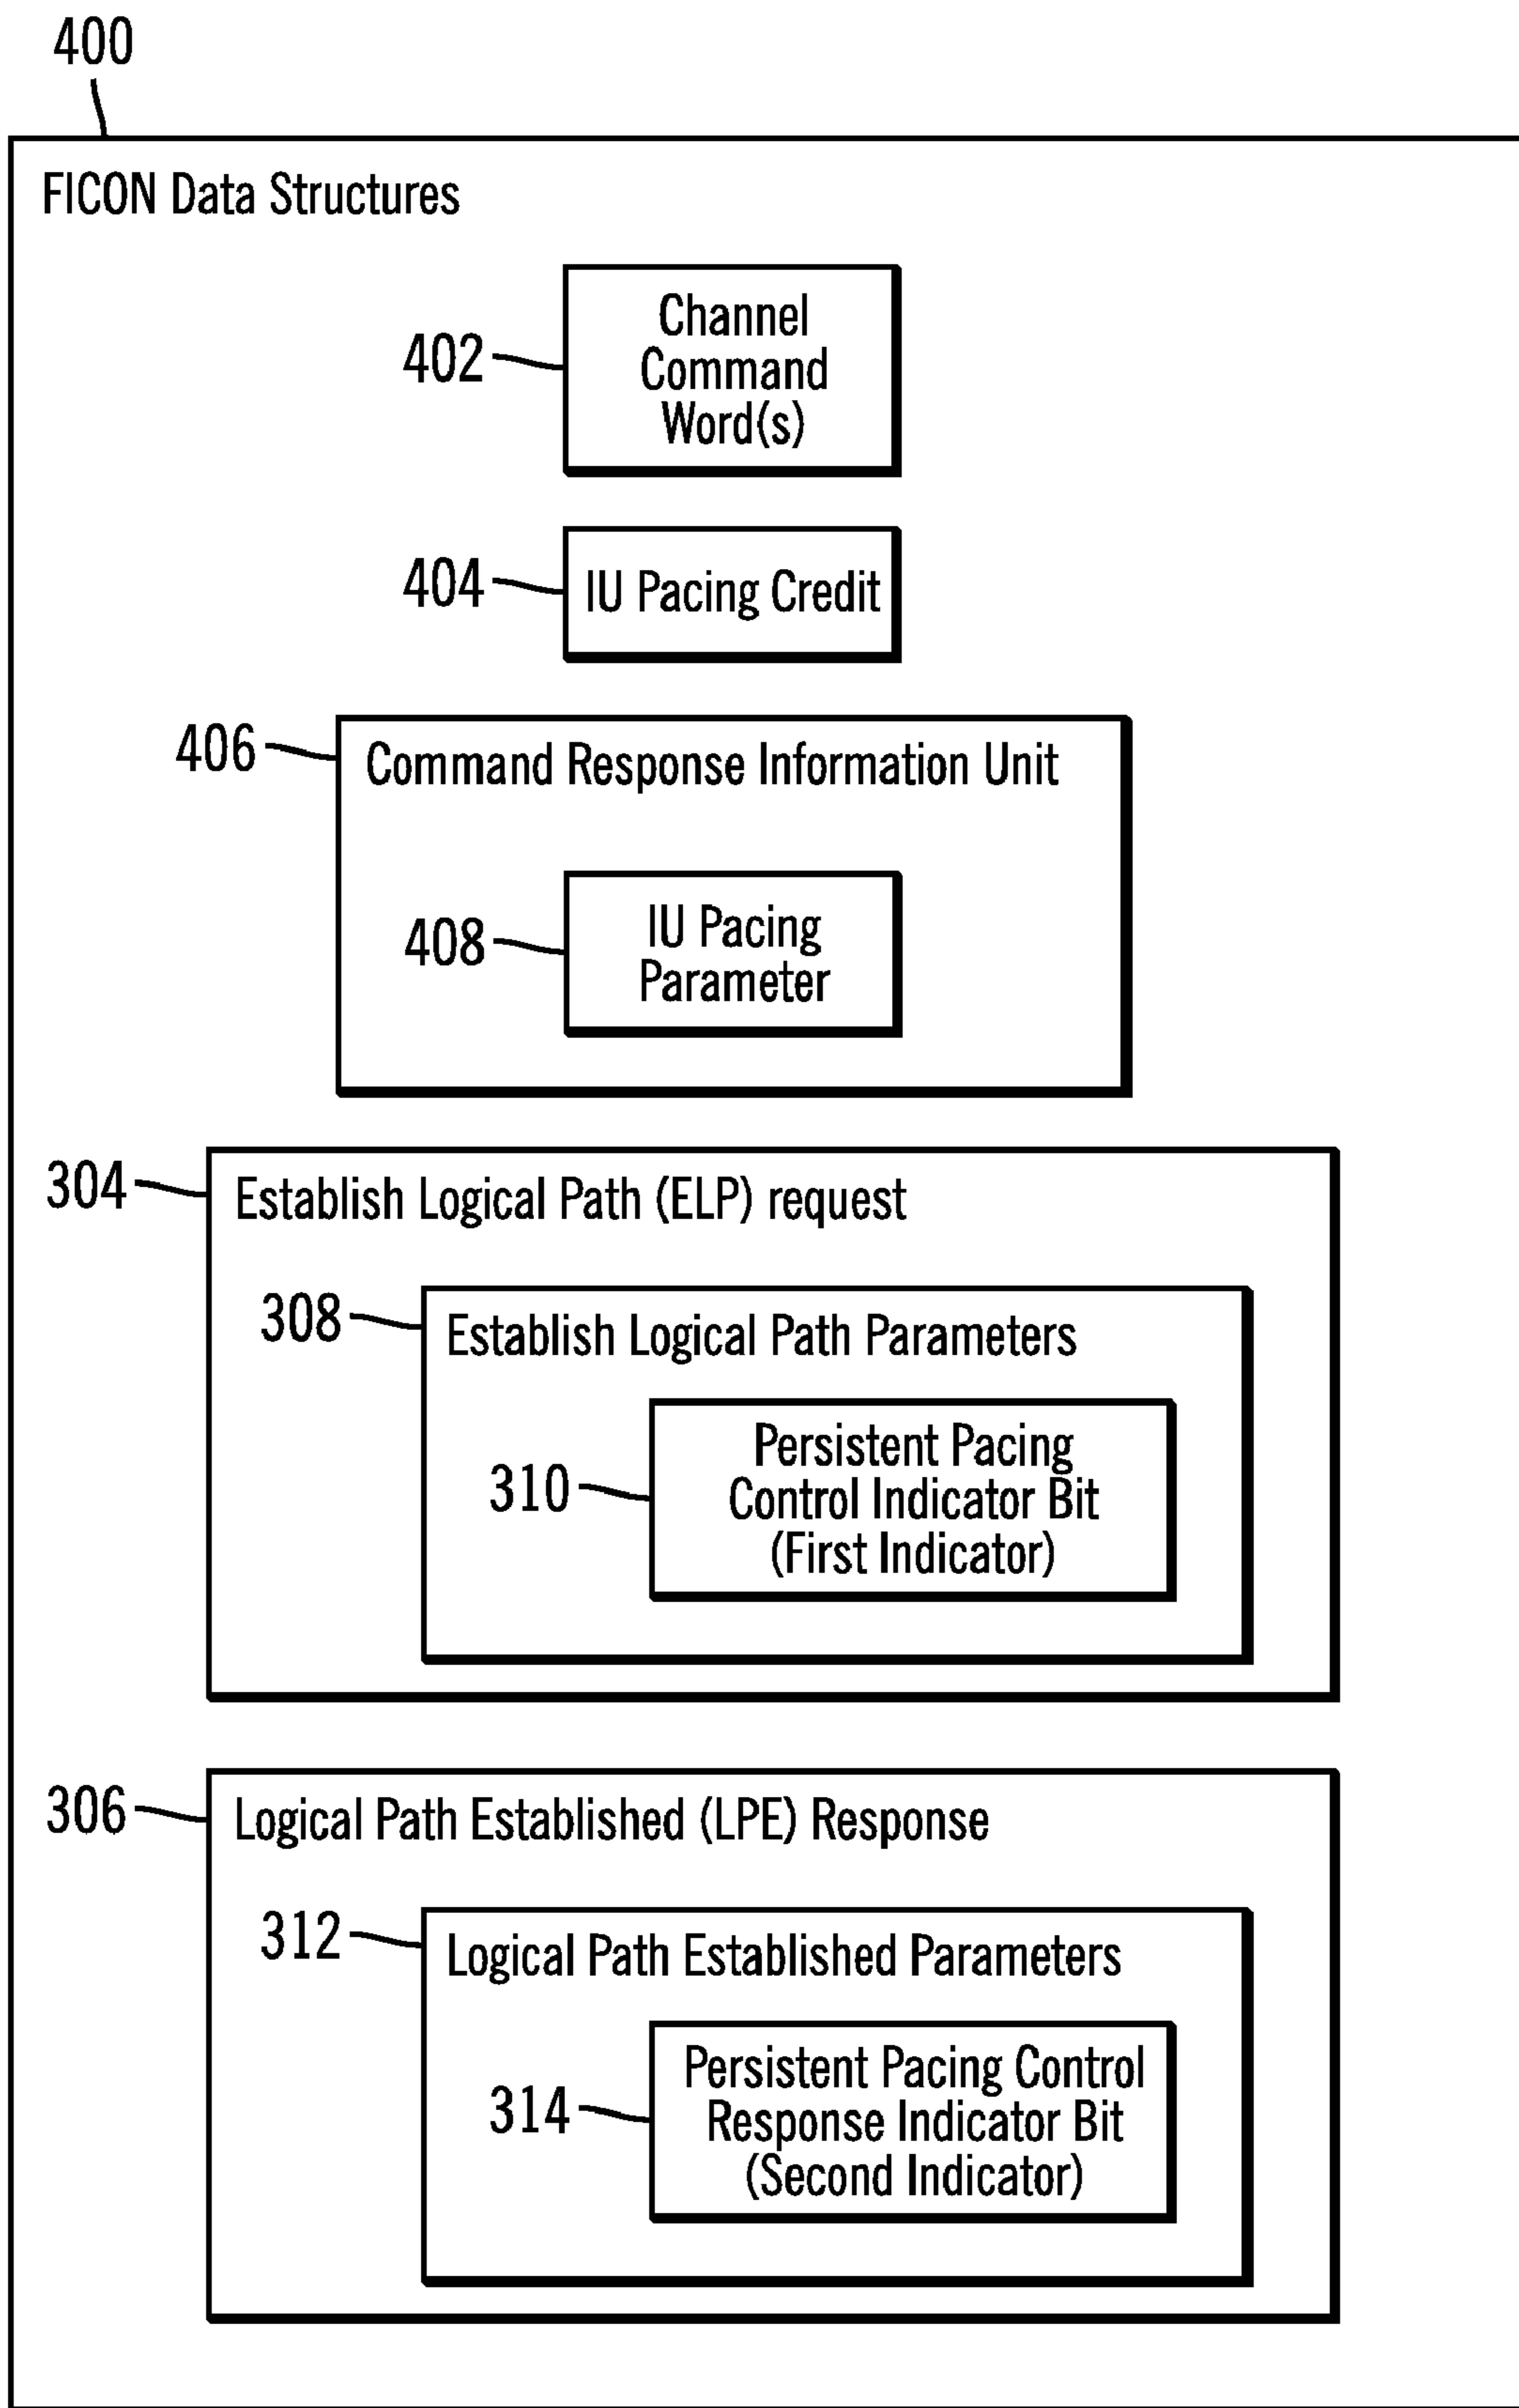 400
FICON Data Structures
402
Channel
Command
Word(s)
404
IU Pacing Credit
406
Command Response Information Unit
408
IU Pacing
Parameter
304
Establish Logical Path (ELP) request
308
Establish Logical Path Parameters
310
Persistent Pacing
Control Indicator Bit
(First Indicator)
306
Logical Path Established (LPE) Response
312
Logical Path Established Parameters
314
Persistent Pacing Control
Response Indicator Bit
(Second Indicator)